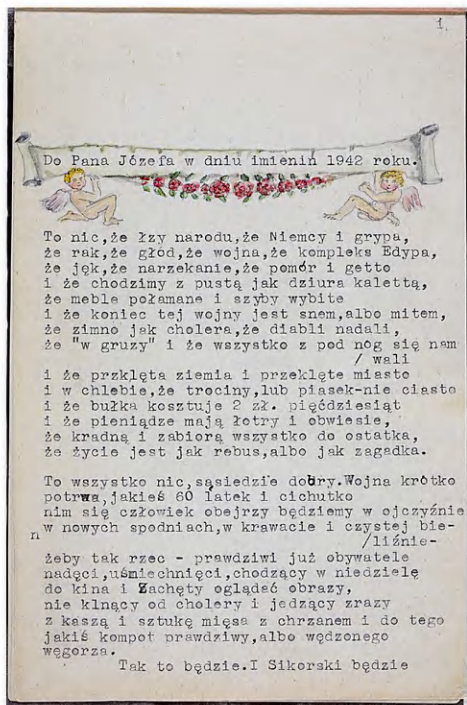 1.
Do Pana Józefa w dniu imienin 1942 roku.
To nic,że łzy narodu,że Niemcy i grypa,
że rak,że głód,że wojna,że kompleks Edypa,
że jęk,że narzekanie,że pomór i getto
i że chodzimy z pustą jak dziura kalettą,
że meble połamane i szyby wybite
i że koniec tej wojny jest snem,albo mitem,
że zimno jak cholera,że diabli nadali,
że "w gruzy" i że wszystko z pod nóg się nam
/ wali
i że przklęta ziemia i przeklęte miasto
i w chlebie,że trociny,lub piasek-nie ciasto
i że bułka kosztuje 2 zł. pięćdziesiąt
i że pieniądze mają łotry i obwiesie,
że kradną i zabiorą wszystko do ostatka,
że życie jest jak rebus,albo jak zagadka.
To wszystko nic,sąsiedzie dobry.Wojna krótko
potrwa,jakieś 60 latek i cichutko
nim się człowiek obejrzy będziemy w ojczyźnie
n w nowych spodniach,w krawacie i czystej bie-
/liźnie-
żeby tak rzec - prawdziwi już obywatele
nadęci,uśmiechnięci,chodzący w niedzielę
do kina i Zachęty oglądać obrazy,
nie klnący od cholery i jedzący zrazy
z kaszą i sztukę mięsa z chrzanem i do tego
jakiś kompot prawdziwy,albo wędzonego
węgorza.
Tak to będzie.I Sikorski będzie